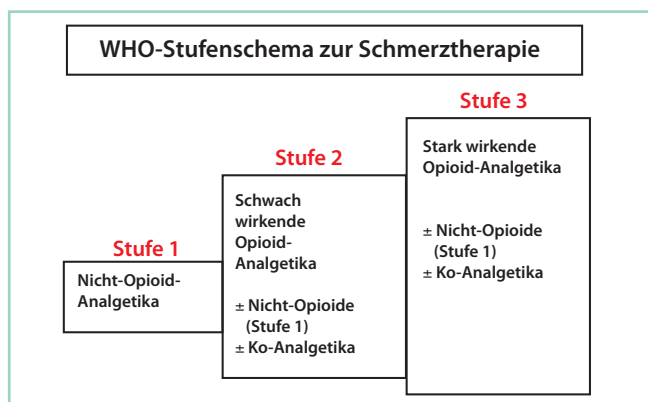 WHO-Stufenschema zur Schmerztherapie
Stufe 1
Nicht-Opioid-
Analgetika
Stufe 2
Schwach
wirkende
Opioid-
Analgetika
± Nicht-Opioide
(Stufe 1)
± Ko-Analgetika
Stufe 3
Stark wirkende
Opioid-Analgetika
± Nicht-Opioide
(Stufe 1)
± Ko-Analgetika